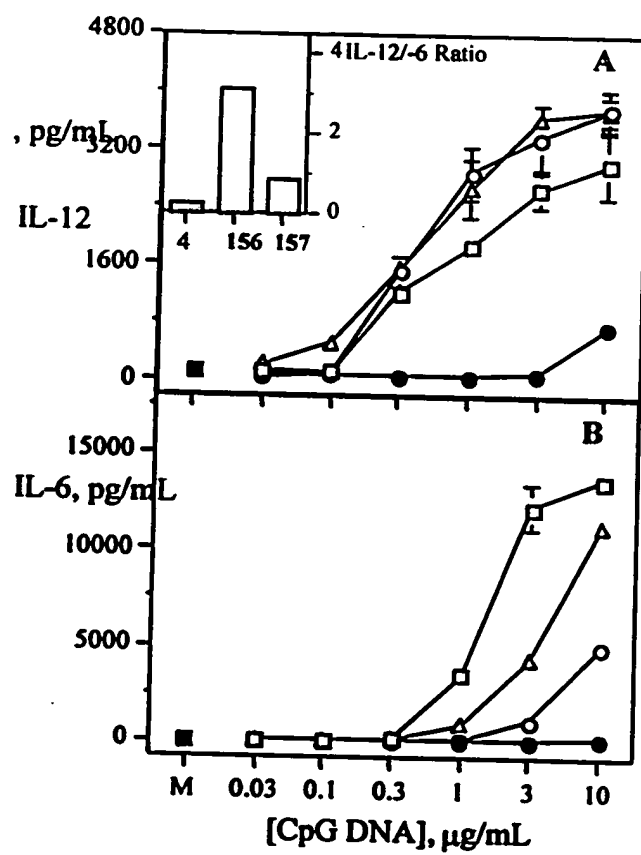 4800
4 IL-12/-6 Ratio
A
, pg/mL
3200
2
0
IL-12
4 156 157
1600
0
B
15000
IL-6, pg/mL
10000
5000
0
M 0.03 0.1 0.3 1 3 10
[CpG DNA], µg/mL